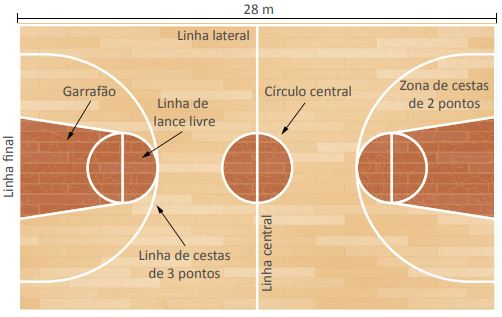 28 m
Linha lateral
Garrafão
Linha de
lance livre
Círculo central
Zona de cestas
de 2 pontos
Linha final
Linha central
Linha de cestas
de 3 pontos